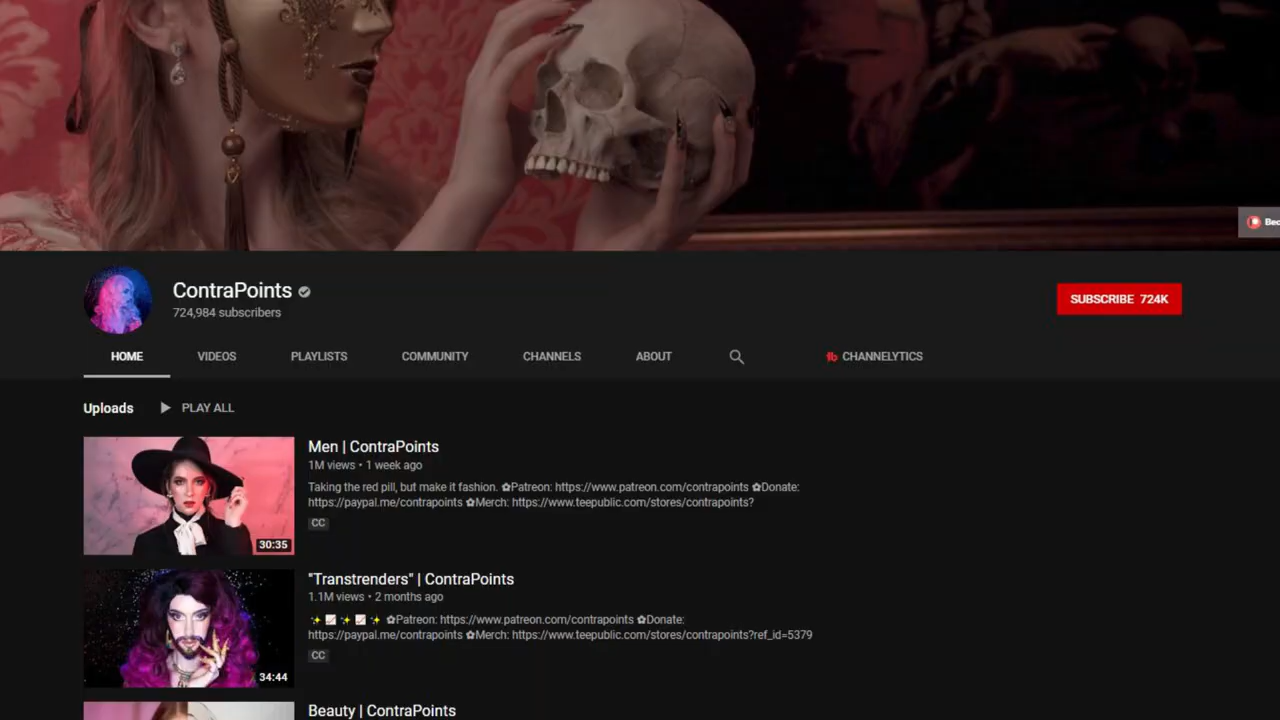 Bec
ContraPoints
724,984 subscribers
SUBSCRIBE 724K
HOME VIDEOS PLAYLISTS COMMUNITY CHANNELS ABOUT CHANNELYTICS
Uploads PLAY ALL
Men | ContraPoints
1M views • 1 week ago
Taking the red pill, but make it fashion. ✿Patreon: https://www.patreon.com/contrapoints ✿Donate:
https://paypal.me/contrapoints ✿Merch: https://www.teepublic.com/stores/contrapoints?
CC
30:35
"Transtrenders" | ContraPoints
1.1M views • 2 months ago
✨📈✨📈✨ ✿Patreon: https://www.patreon.com/contrapoints ✿Donate:
https://paypal.me/contrapoints ✿Merch: https://www.teepublic.com/stores/contrapoints?ref_id=5379
CC
34:44
Beauty | ContraPoints